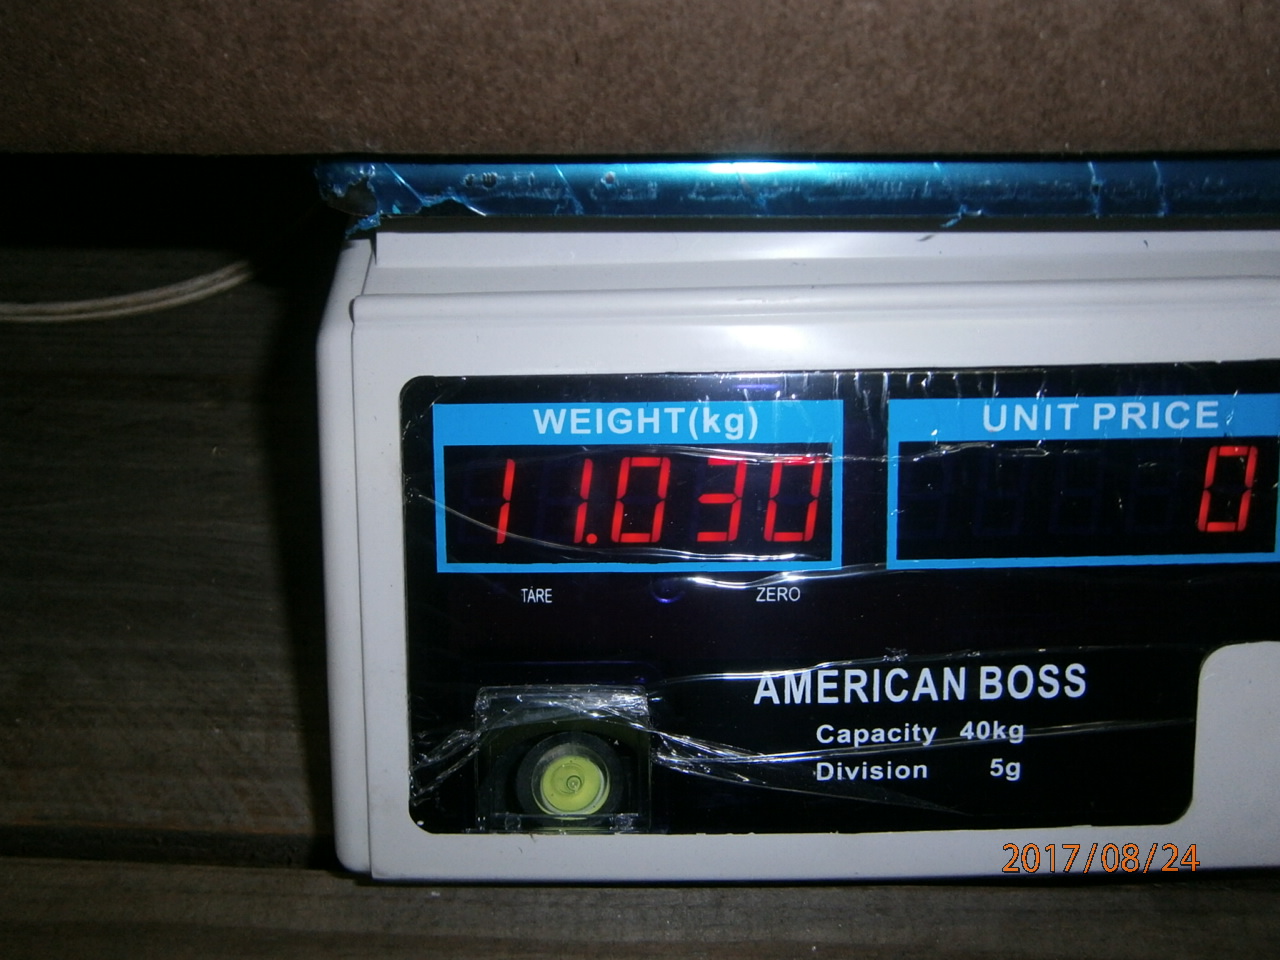 WEIGHT(kg)
UNIT PRICE
11.030
0
TARE
ZERO
AMERICAN BOSS
Capacity 40kg
Division 5g
2017/08/24